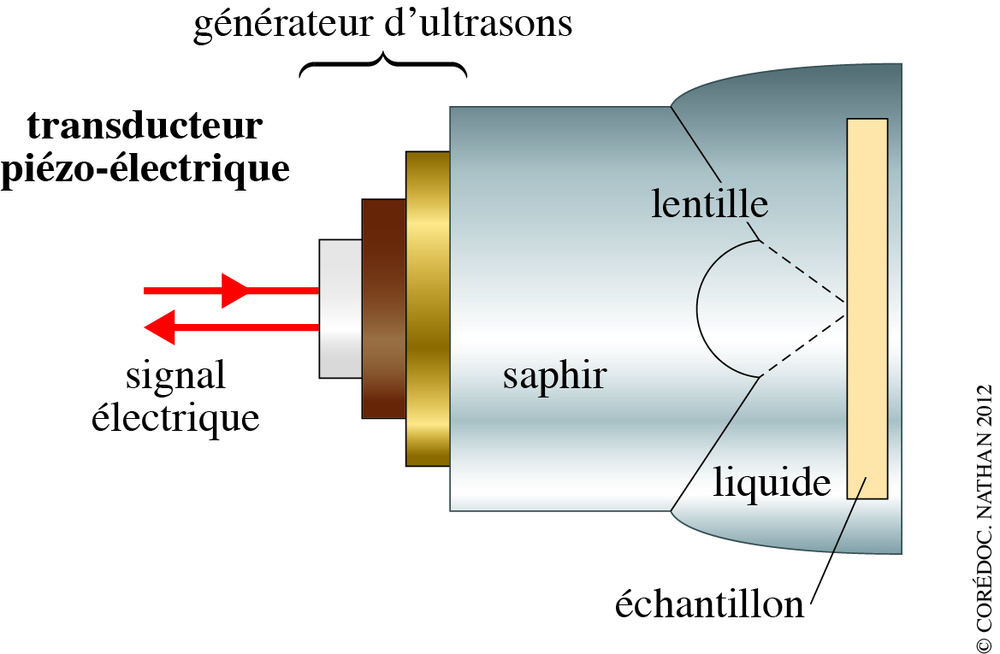 générateur d’ultrasons
transducteur
piézo-électrique
lentille
signal
électrique
saphir
liquide
échantillon
© CORÉDOC. NATHAN 2012